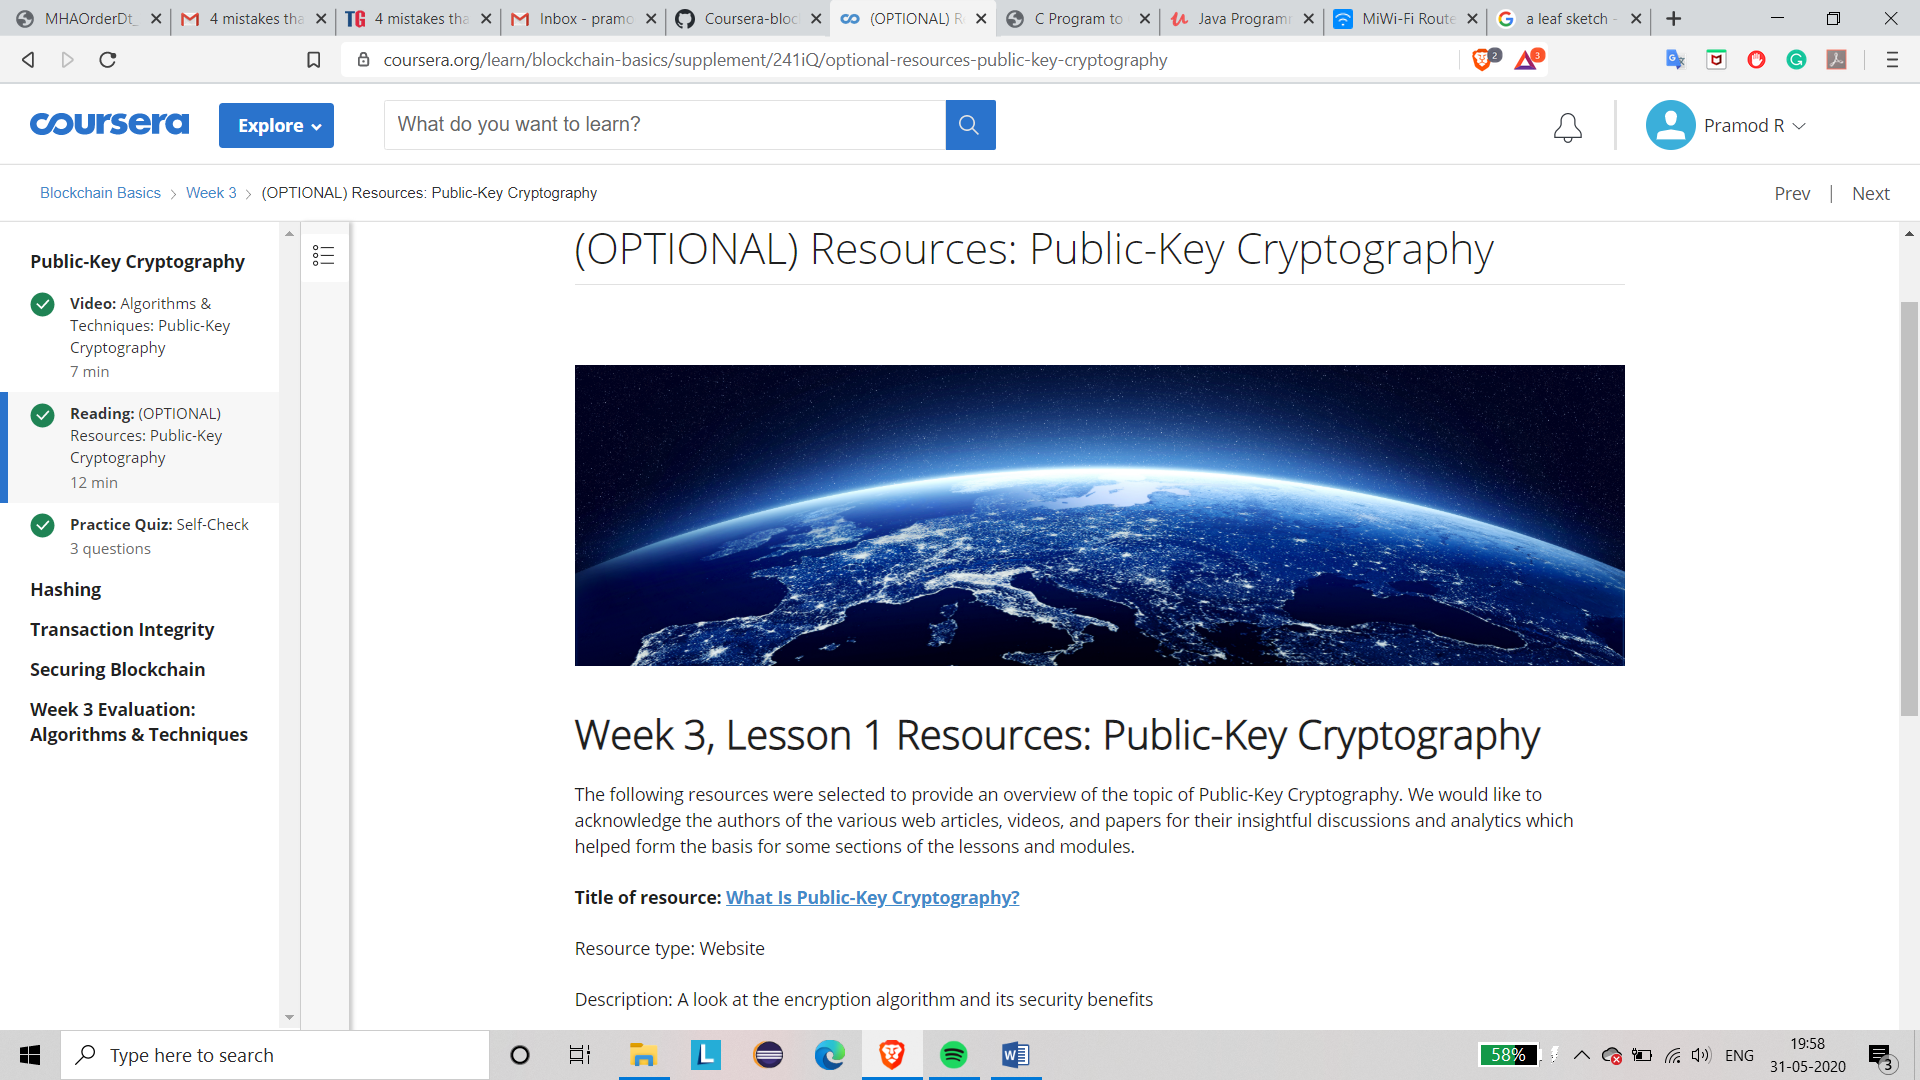 MHAOrderDt_
4 mistakes tha
4 mistakes tha
Inbox - pramo
Coursera-bloc
(OPTIONAL) R
C Program to
Java Programm
MiWi-Fi Route
a leaf sketch -
coursera.org/learn/blockchain-basics/supplement/241iQ/optional-resources-public-key-cryptography
2
3
coursera
Explore
What do you want to learn?
Pramod R
Blockchain Basics
Week 3
(OPTIONAL) Resources: Public-Key Cryptography
Prev | Next
Public-Key Cryptography
Video: Algorithms &
Techniques: Public-Key
Cryptography
7 min
Reading: (OPTIONAL)
Resources: Public-Key
Cryptography
12 min
Practice Quiz: Self-Check
3 questions
Hashing
Transaction Integrity
Securing Blockchain
Week 3 Evaluation:
Algorithms & Techniques
(OPTIONAL) Resources: Public-Key Cryptography
Week 3, Lesson 1 Resources: Public-Key Cryptography
The following resources were selected to provide an overview of the topic of Public-Key Cryptography. We would like to
acknowledge the authors of the various web articles, videos, and papers for their insightful discussions and analytics which
helped form the basis for some sections of the lessons and modules.
Title of resource: What Is Public-Key Cryptography?
Resource type: Website
Description: A look at the encryption algorithm and its security benefits
Type here to search
58%
ENG
19:58
31-05-2020
3